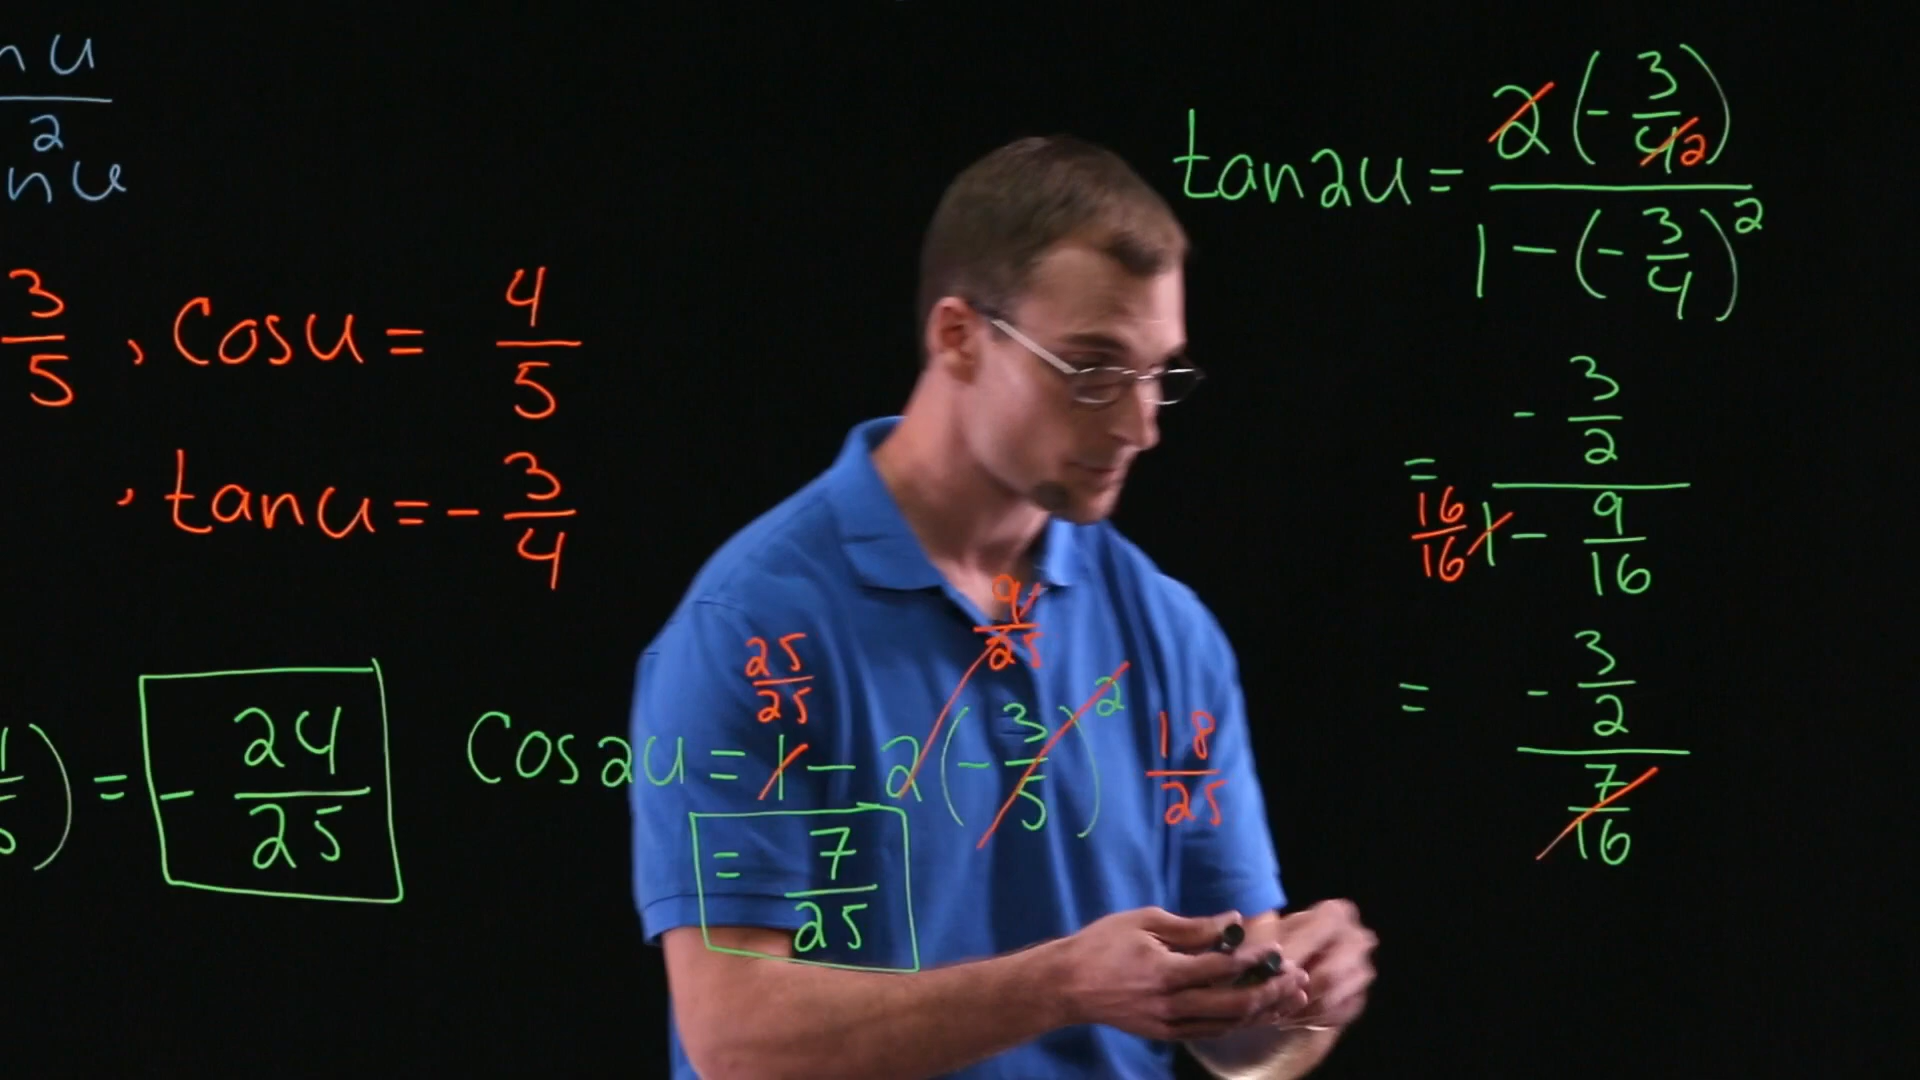 n u
2
n u
3/5 , cos u = 4/5
, tan u = - 3/4
) = - 24/25
25/25 9/25
cos 2u = 1 - 2(-3/5)^2 18/25
= 7/25
tan 2u = 2(-3/4 2) / 1 - (-3/4)^2
= -3/2 / 16/16 1 - 9/16
= -3/2 / 7/16